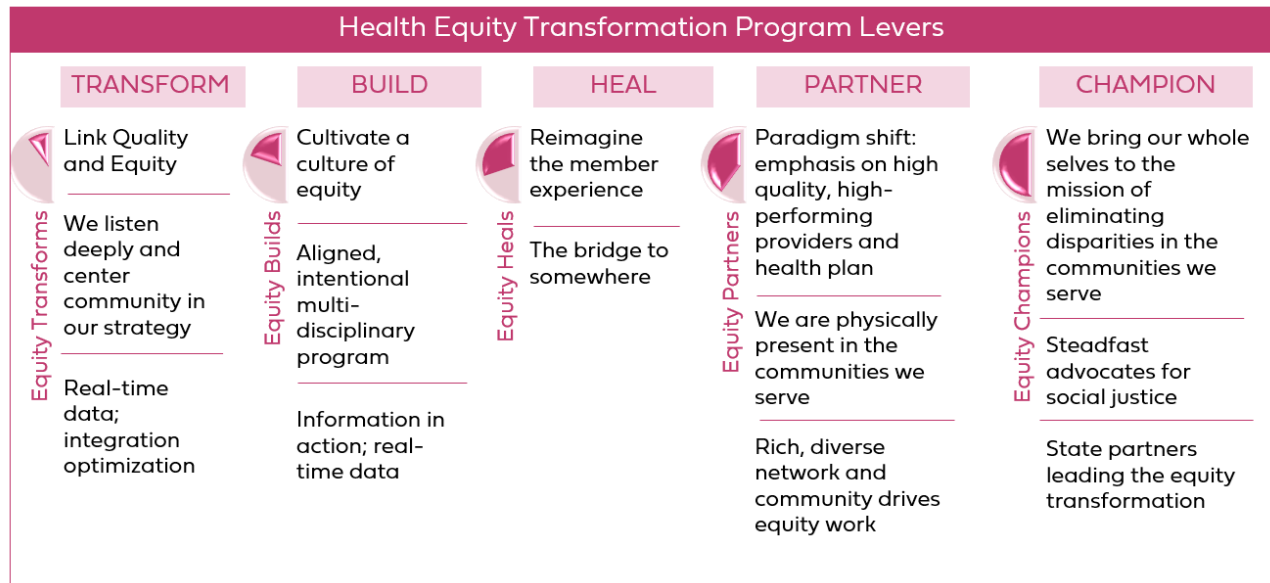 Health Equity Transformation Program Levers
TRANSFORM
Equity Transforms
Link Quality
and Equity
We listen
deeply and
center
community in
our strategy
Real-time
data;
integration
optimization
BUILD
Equity Builds
Cultivate a
culture of
equity
Aligned,
intentional
multi-
disciplinary
program
Information in
action; real-
time data
HEAL
Equity Heals
Reimagine
the member
experience
The bridge to
somewhere
PARTNER
Equity Partners
Paradigm shift:
emphasis on high
quality, high-
performing
providers and
health plan
We are physically
present in the
communities we
serve
Rich, diverse
network and
community drives
equity work
CHAMPION
Equity Champions
We bring our whole
selves to the
mission of
eliminating
disparities in the
communities we
serve
Steadfast
advocates for
social justice
State partners
leading the equity
transformation